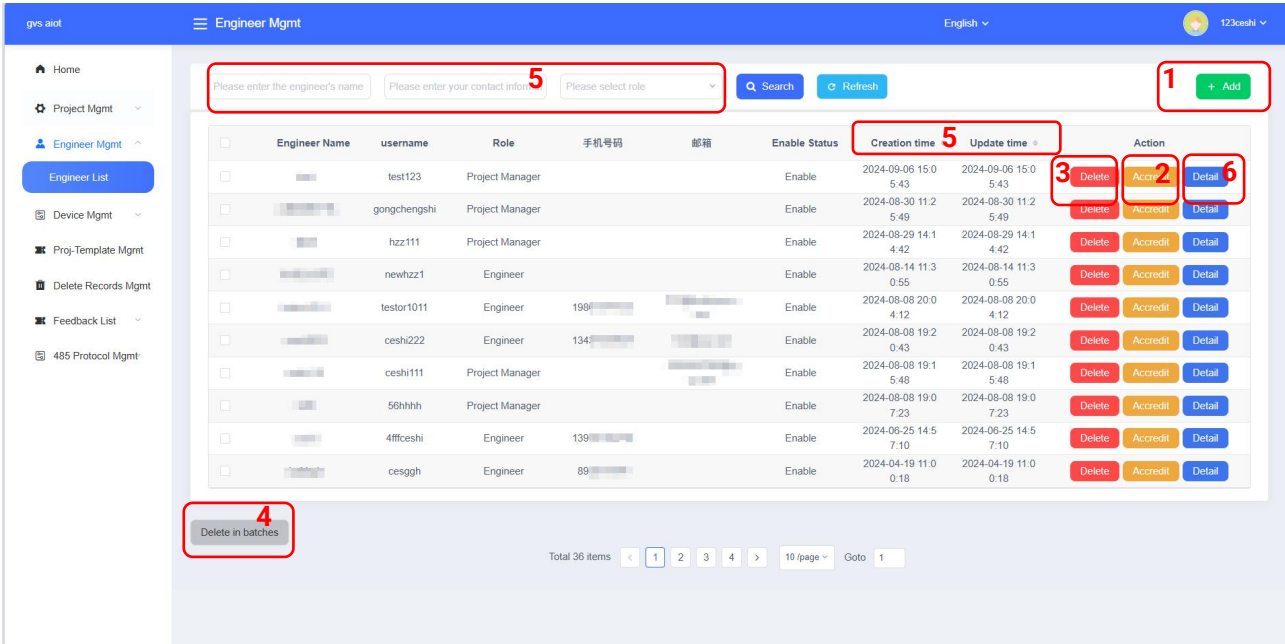 gvs aiot
Engineer Mgmt
English
123ceshi
Home
Project Mgmt
Engineer Mgmt
Engineer List
Device Mgmt
Proj-Template Mgmt
Delete Records Mgmt
Feedback List
485 Protocol Mgmt
Please enter the engineer's name
Please enter your contact inform
5
Please select role
Search
Refresh
1
+ Add
Engineer Name username Role 手机号码 邮箱 Enable Status Creation time 5 Update time Action
test123 Project Manager Enable 2024-09-06 15:0 2024-09-06 15:0 3 Delete Accredit 2 Detail 6
5:43 5:43
gongchengshi Project Manager Enable 2024-08-30 11:2 2024-08-30 11:2 Delete Accredit Detail
5:49 5:49
hzz111 Project Manager Enable 2024-08-29 14:1 2024-08-29 14:1 Delete Accredit Detail
4:42 4:42
newhzz1 Engineer Enable 2024-08-14 11:3 2024-08-14 11:3 Delete Accredit Detail
0:55 0:55
testor1011 Engineer 198 Enable 2024-08-08 20:0 2024-08-08 20:0 Delete Accredit Detail
4:12 4:12
ceshi222 Engineer 134 Enable 2024-08-08 19:2 2024-08-08 19:2 Delete Accredit Detail
0:43 0:43
ceshi111 Project Manager Enable 2024-08-08 19:1 2024-08-08 19:1 Delete Accredit Detail
5:48 5:48
56hhhh Project Manager Enable 2024-08-08 19:0 2024-08-08 19:0 Delete Accredit Detail
7:23 7:23
4fffceshi Engineer 139 Enable 2024-06-25 14:5 2024-06-25 14:5 Delete Accredit Detail
7:10 7:10
cesggh Engineer 89 Enable 2024-04-19 11:0 2024-04-19 11:0 Delete Accredit Detail
0:18 0:18
4
Delete in batches
Total 36 items < 1 2 3 4 > 10 /page Goto 1